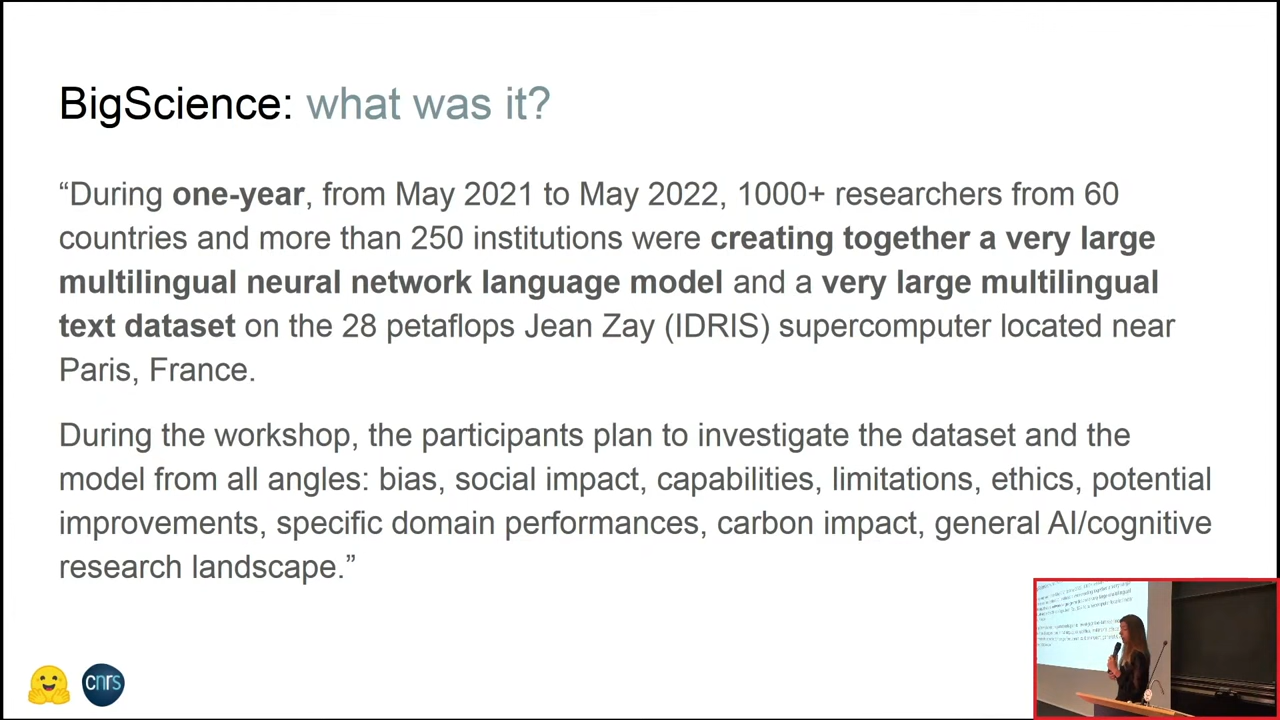 BigScience: what was it?
“During one-year, from May 2021 to May 2022, 1000+ researchers from 60
countries and more than 250 institutions were creating together a very large
multilingual neural network language model and a very large multilingual
text dataset on the 28 petaflops Jean Zay (IDRIS) supercomputer located near
Paris, France.
During the workshop, the participants plan to investigate the dataset and the
model from all angles: bias, social impact, capabilities, limitations, ethics, potential
improvements, specific domain performances, carbon impact, general AI/cognitive
research landscape.”
cnrs